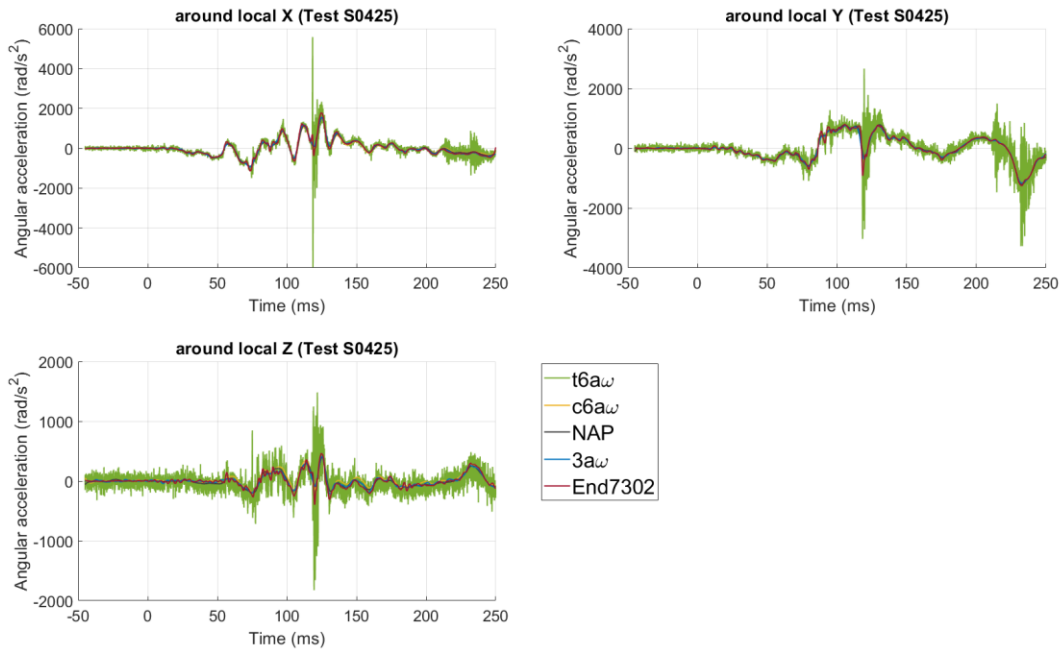 around local X (Test S0425)
Angular acceleration (rad/s²)
6000
4000
2000
0
-2000
-4000
-6000
-50 0 50 100 150 200 250
Time (ms)
around local Y (Test S0425)
Angular acceleration (rad/s²)
4000
2000
0
-2000
-4000
-50 0 50 100 150 200 250
Time (ms)
around local Z (Test S0425)
Angular acceleration (rad/s²)
2000
1000
0
-1000
-2000
-50 0 50 100 150 200 250
Time (ms)
t6aω
c6aω
NAP
3aω
End7302